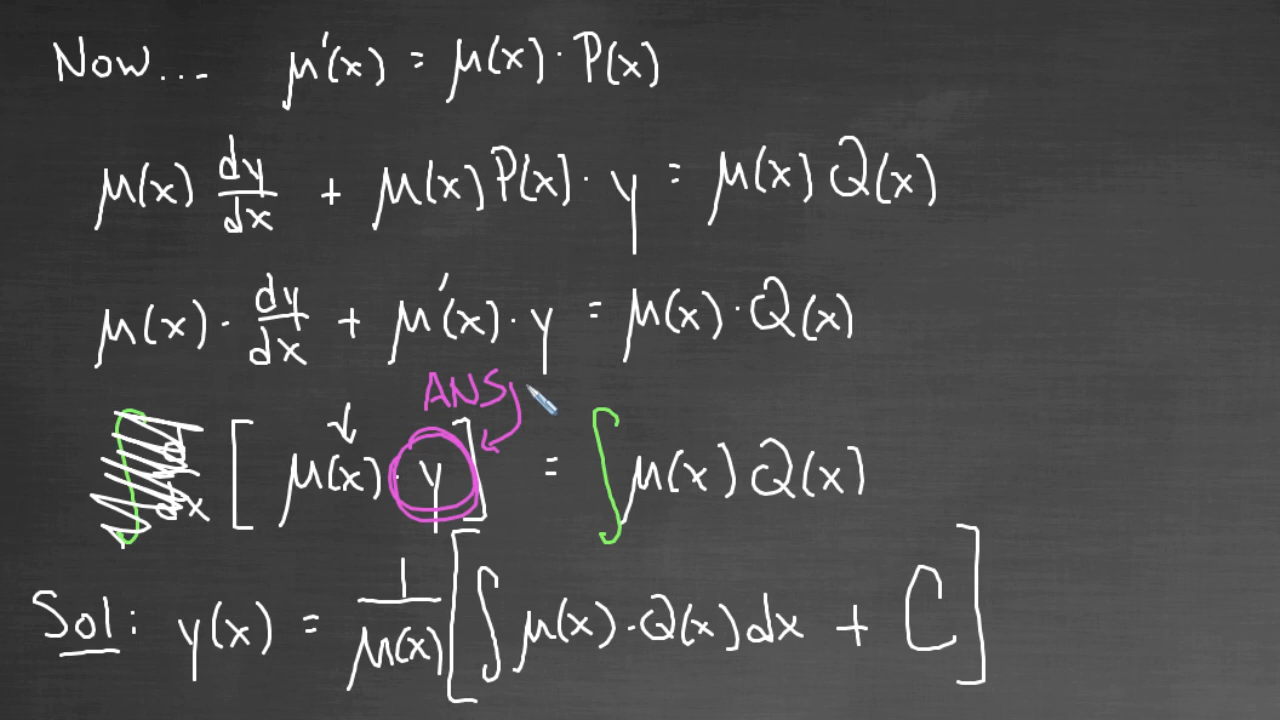 Now... μ'(x) = μ(x) · P(x)
μ(x) dy/dx + μ(x) P(x) · y = μ(x) Q(x)
μ(x) · dy/dx + μ'(x) · y = μ(x) · Q(x)
ANS
[ μ(x) · y ] = ∫ μ(x) Q(x)
Sol: y(x) = 1/μ(x) [ ∫ μ(x) · Q(x) dx + C ]